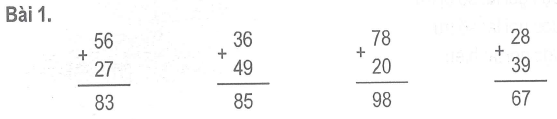 Bài 1.
56 36 78 28
+ + + +
27 49 20 39
83 85 98 67